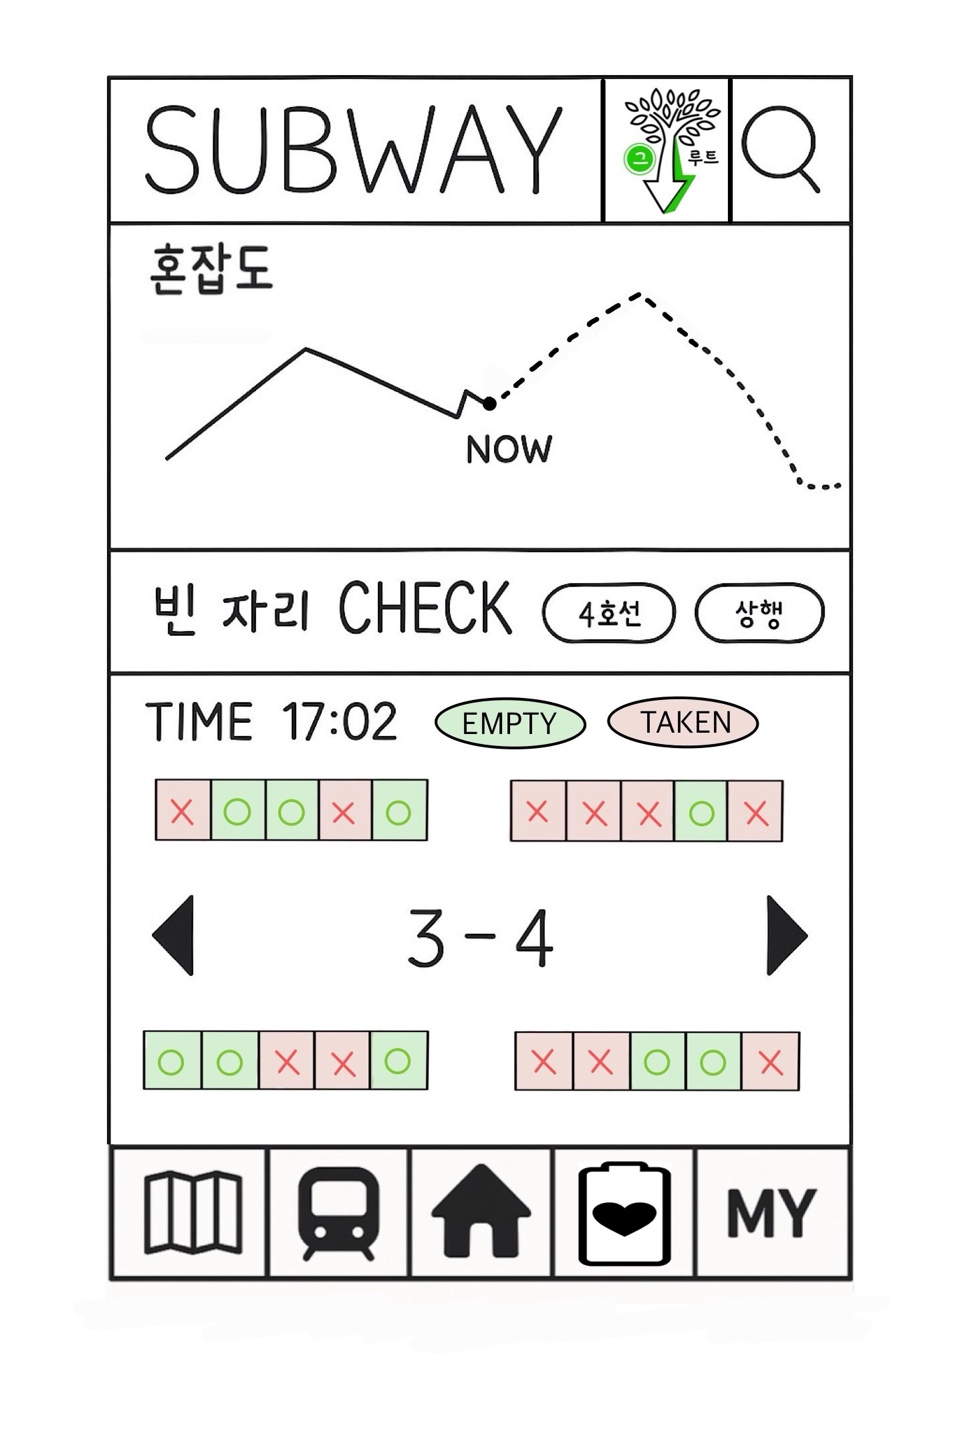 SUBWAY
그 루트
혼잡도
NOW
빈 자리 CHECK 4호선 상행
TIME 17:02 EMPTY TAKEN
X O O X O X X X O X
3-4
O O X X O X X O O X
MY